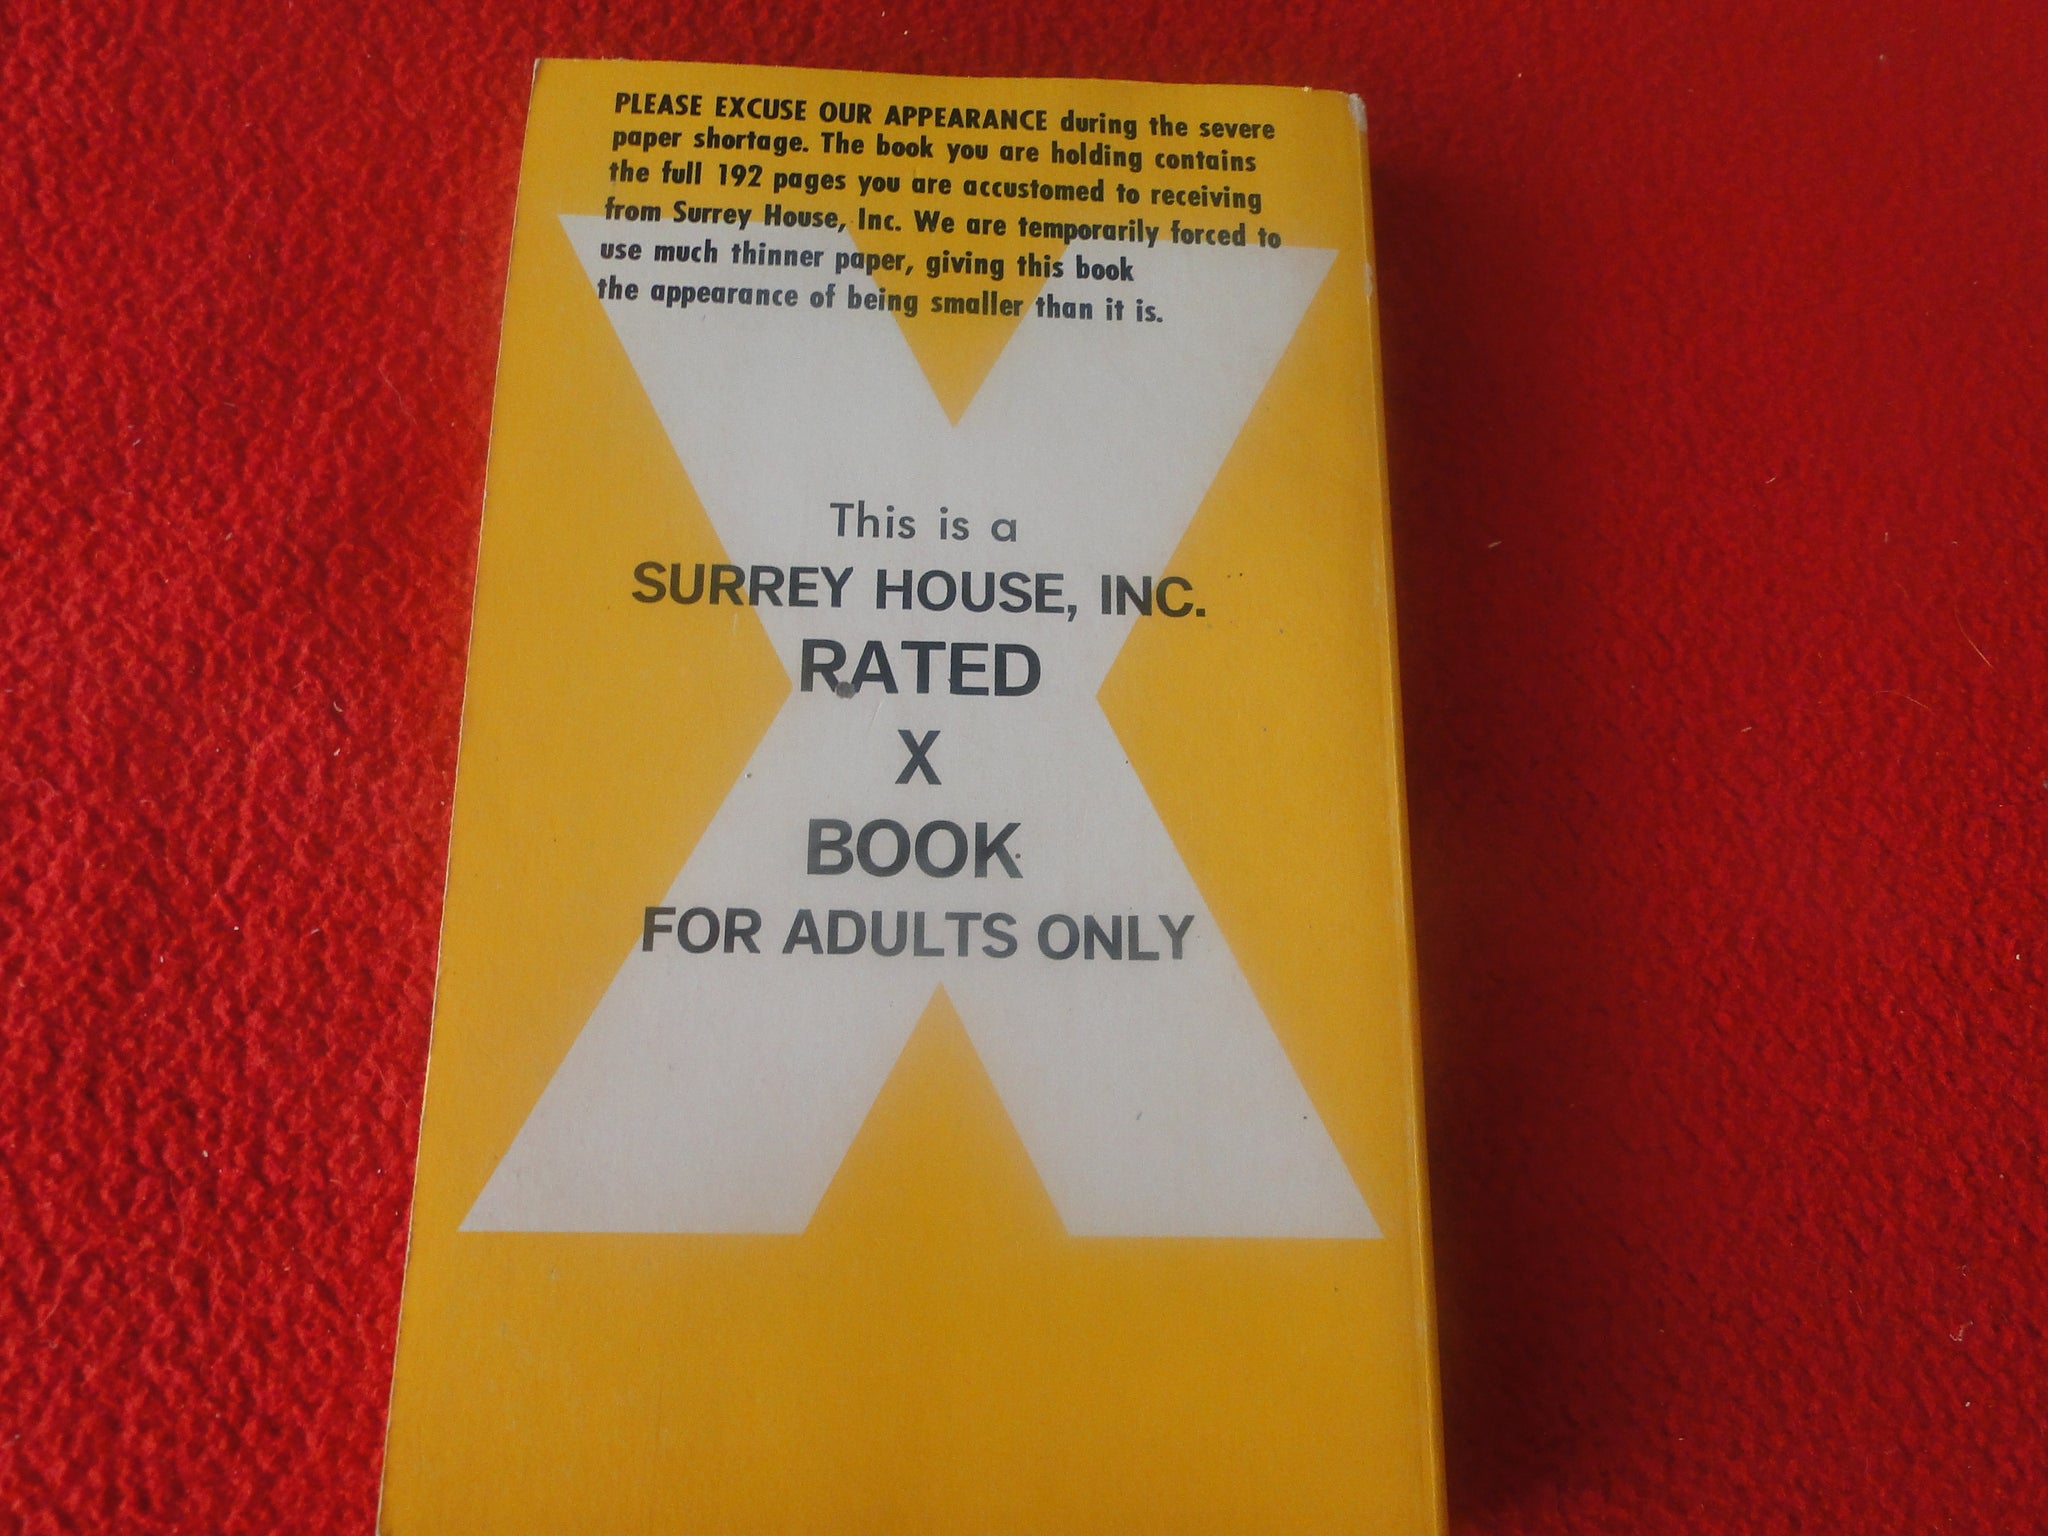 PLEASE EXCUSE OUR APPEARANCE during the severe
paper shortage. The book you are holding contains
the full 192 pages you are accustomed to receiving
from Surrey House, Inc. We are temporarily forced to
use much thinner paper, giving this book
the appearance of being smaller than it is.
This is a
SURREY HOUSE, INC.
RATED
X
BOOK
FOR ADULTS ONLY